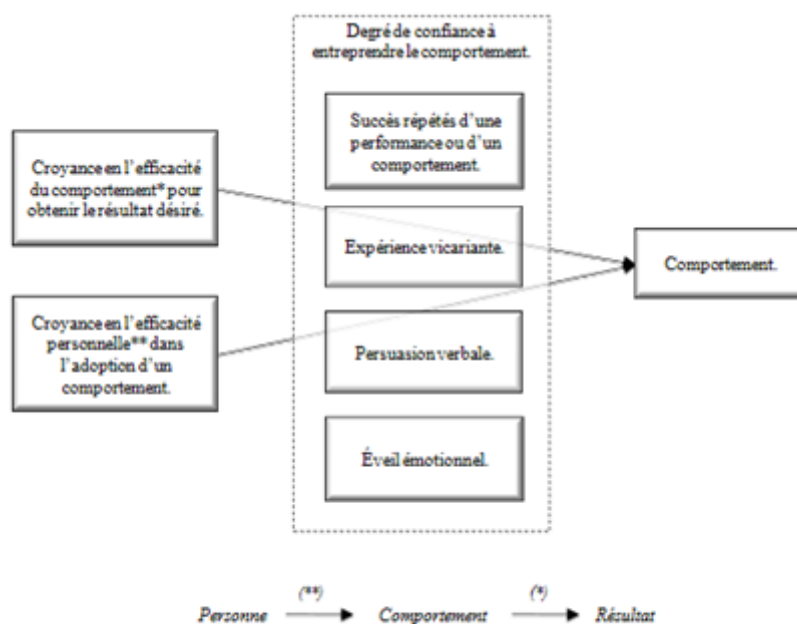 Degré de confiance à
entreprendre le comportement.
Succès répétés d'une
performance ou d'un
comportement.
Croyance en l'efficacité
du comportement* pour
obtenir le résultat désiré.
Expérience vicariante.
Comportement.
Croyance en l'efficacité
personnelle** dans
l'adoption d'un
comportement.
Persuasion verbale.
Éveil émotionnel.
(**) (*)
Personne Comportement Résultat